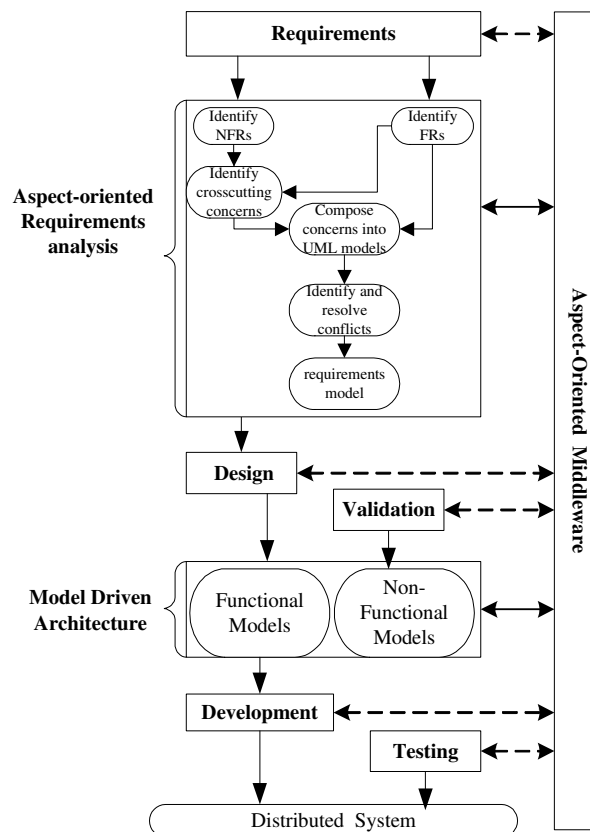 Requirements
Identify
NFRs
Identify
FRs
Identify
crosscutting
concerns
Aspect-oriented
Requirements
analysis
Compose
concerns into
UML models
Identify and
resolve
conflicts
requirements
model
Aspect-Oriented Middleware
Design
Validation
Model Driven
Architecture
Functional
Models
Non-
Functional
Models
Development
Testing
Distributed System